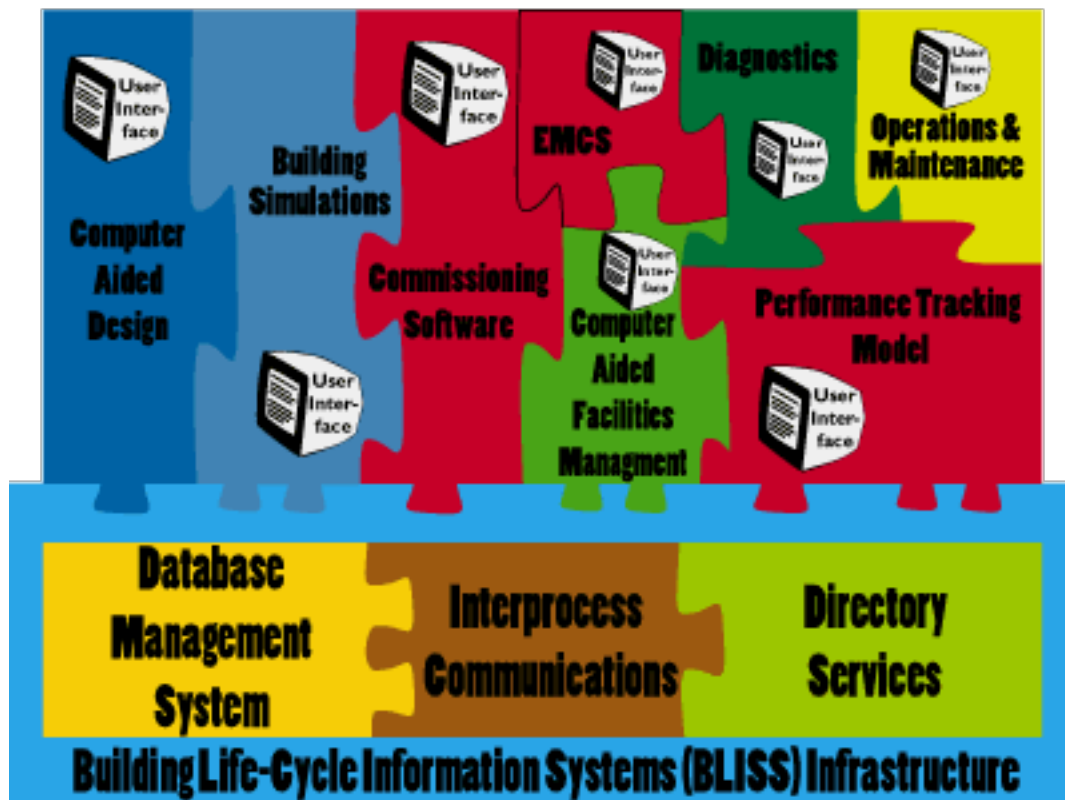 User
Inter-
face
Computer
Aided
Design
Building
Simulations
User
Inter-
face
User
Inter-
face
Commissioning
Software
User
Inter-
face
EMCS
User
Inter-
face
Computer
Aided
Facilities
Managment
Diagnostics
User
Inter-
face
User
Inter-
face
Operations &
Maintenance
Performance Tracking
Model
User
Inter-
face
Database
Management
System
Interprocess
Communications
Directory
Services
Building Life-Cycle Information Systems (BLISS) Infrastructure